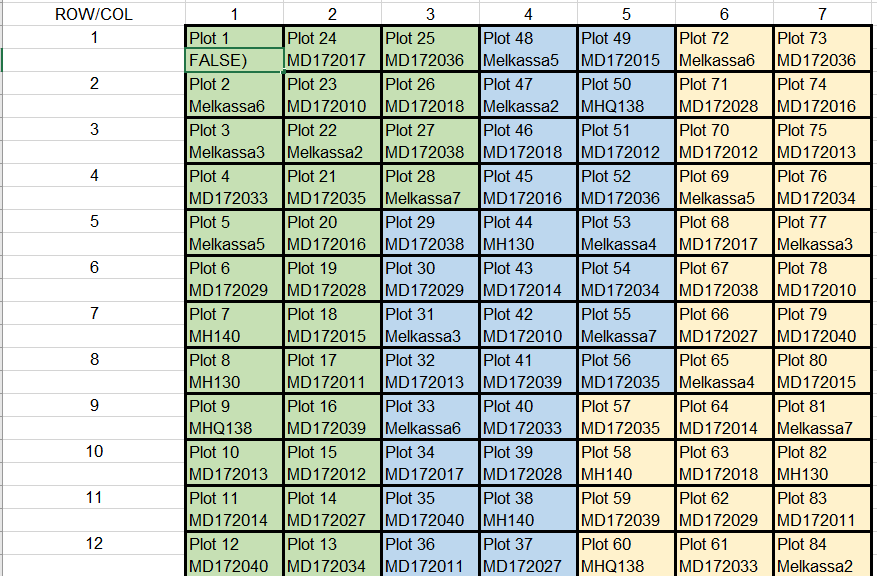 ROW/COL 1 2 3 4 5 6 7
1 Plot 1 Plot 24 Plot 25 Plot 48 Plot 49 Plot 72 Plot 73
FALSE) MD172017 MD172036 Melkassa5 MD172015 Melkassa6 MD172036
2 Plot 2 Plot 23 Plot 26 Plot 47 Plot 50 Plot 71 Plot 74
Melkassa6 MD172010 MD172018 Melkassa2 MHQ138 MD172028 MD172016
3 Plot 3 Plot 22 Plot 27 Plot 46 Plot 51 Plot 70 Plot 75
Melkassa3 Melkassa2 MD172038 MD172018 MD172012 MD172012 MD172013
4 Plot 4 Plot 21 Plot 28 Plot 45 Plot 52 Plot 69 Plot 76
MD172033 MD172035 Melkassa7 MD172016 MD172036 Melkassa5 MD172034
5 Plot 5 Plot 20 Plot 29 Plot 44 Plot 53 Plot 68 Plot 77
Melkassa5 MD172016 MD172038 MH130 Melkassa4 MD172017 Melkassa3
6 Plot 6 Plot 19 Plot 30 Plot 43 Plot 54 Plot 67 Plot 78
MD172029 MD172028 MD172029 MD172014 MD172034 MD172038 MD172010
7 Plot 7 Plot 18 Plot 31 Plot 42 Plot 55 Plot 66 Plot 79
MH140 MD172015 Melkassa3 MD172010 Melkassa7 MD172027 MD172040
8 Plot 8 Plot 17 Plot 32 Plot 41 Plot 56 Plot 65 Plot 80
MH130 MD172011 MD172013 MD172039 MD172035 Melkassa4 MD172015
9 Plot 9 Plot 16 Plot 33 Plot 40 Plot 57 Plot 64 Plot 81
MHQ138 MD172039 Melkassa6 MD172033 MD172035 MD172014 Melkassa7
10 Plot 10 Plot 15 Plot 34 Plot 39 Plot 58 Plot 63 Plot 82
MD172013 MD172012 MD172017 MD172028 MH140 MD172018 MH130
11 Plot 11 Plot 14 Plot 35 Plot 38 Plot 59 Plot 62 Plot 83
MD172014 MD172027 MD172040 MH140 MD172039 MD172029 MD172011
12 Plot 12 Plot 13 Plot 36 Plot 37 Plot 60 Plot 61 Plot 84
MD172040 MD172034 MD172011 MD172027 MHQ138 MD172033 Melkassa2